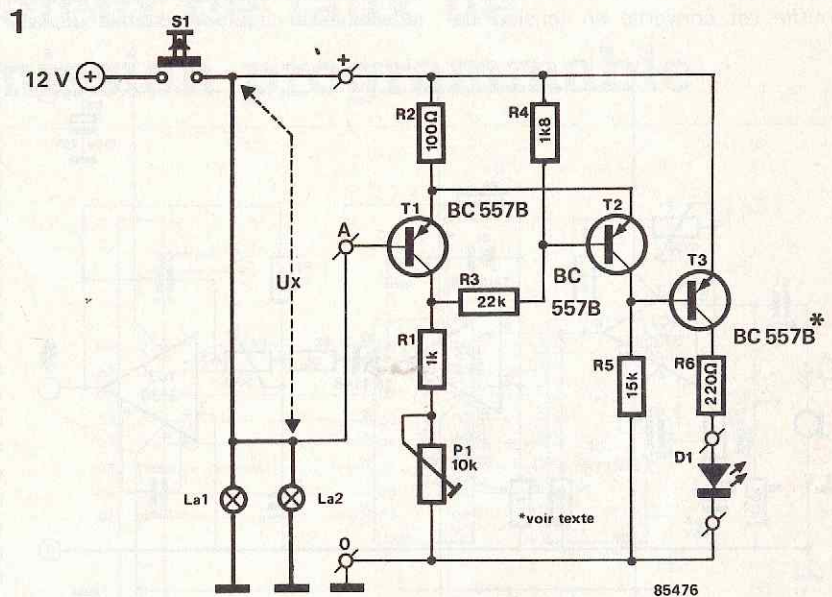 1
S1
12 V +
+
R2
100Ω
R4
1k8
T1
BC 557B
T2
A
T3
Ux
BC
557B
R3
22k
BC 557B*
R1
1k
R5
15k
R6
220Ω
P1
10k
D1
La1
La2
*voir texte
0
85476